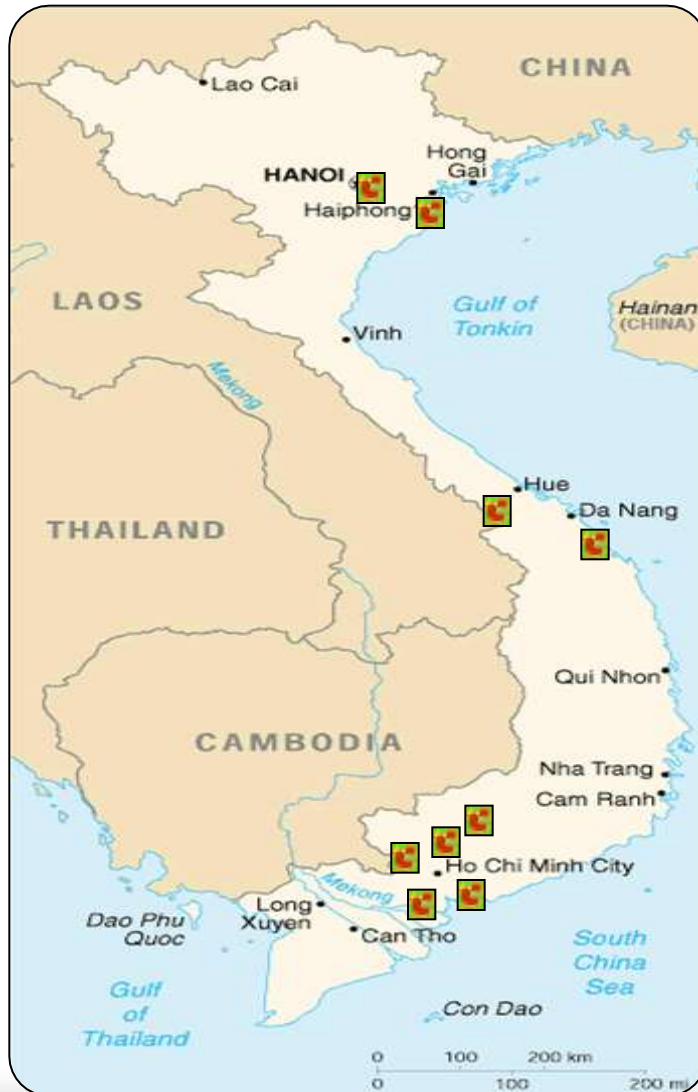 CHINA
Lao Cai
Hong
Gai
HANOI
Haiphong
LAOS
Gulf of
Tonkin
Hainan
(CHINA)
Vinh
Mekong
Hue
THAILAND
Da Nang
Qui Nhon
CAMBODIA
Nha Trang
Cam Ranh
Ho Chi Minh City
Mekong
Long
Xuyen
Dao Phu
Quoc
Can Tho
South
China
Sea
Gulf
of
Thailand
Con Dao
0 100 200 km
0 100 200 mi